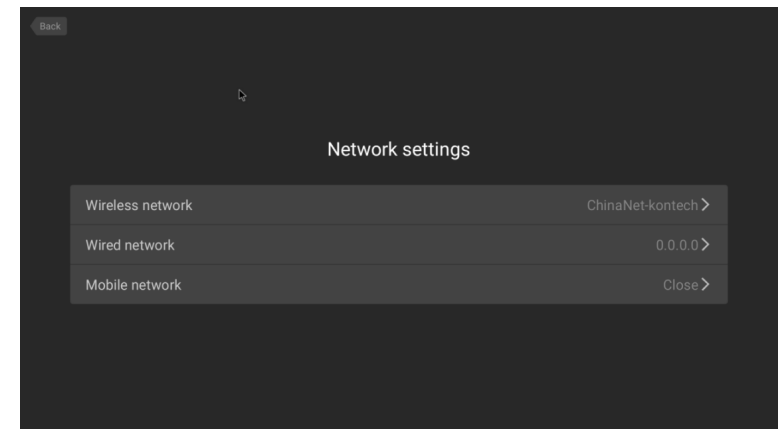 Back
Network settings
Wireless network ChinaNet-kontech
Wired network 0.0.0.0
Mobile network Close